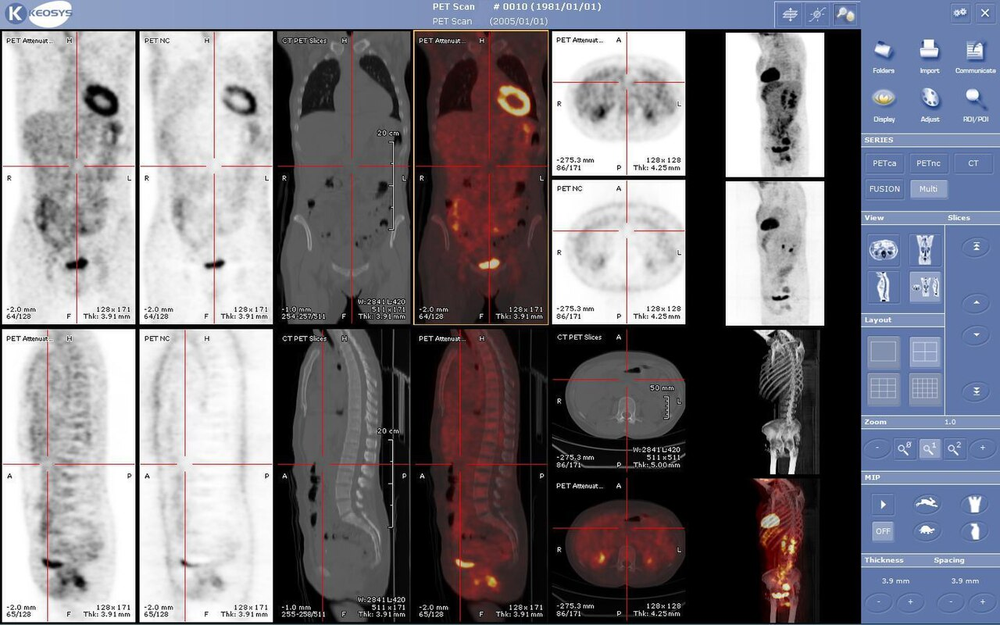 K KEOSYS
PET Scan # 0010 (1981/01/01)
PET Scan (2005/01/01)
PET Attenuat... H
R L
-2.0 mm 128x171
64/128 F Thk: 3.91 mm
PET NC H
R L
-2.0 mm 128x171
64/128 F Thk: 3.91 mm
CT PET Slices H
20 cm
R L
W:2841 L:420
-1.0 mm 511x171
254-257/511 F Thk: 3.91 mm
PET Attenuat... H
R L
-2.0 mm 128x171
64/128 F Thk: 3.91 mm
PET Attenuat... A
R L
-275.3 mm 128x128
86/171 P Thk: 4.25 mm
PET NC A
R L
-275.3 mm 128x128
86/171 P Thk: 4.25 mm
PET Attenuat... H
A P
-2.0 mm 128x171
65/128 F Thk: 3.91 mm
PET NC H
A P
-2.0 mm 128x171
65/128 F Thk: 3.91 mm
CT PET Slices H
20 cm
A P
W:2841 L:420
-1.0 mm 511x171
255-258/511 F Thk: 3.91 mm
PET Attenuat... H
A P
-2.0 mm 128x171
65/128 F Thk: 3.91 mm
CT PET Slices A
50 mm
R L
W:2841 L:420
-275.3 mm 511x511
86/171 P Thk: 5.00 mm
PET Attenuat... A
R L
-275.3 mm 128x128
86/171 P Thk: 4.25 mm
Folders Import Communicate
Display Adjust ROI/POI
SERIES
PETca PETnc CT
FUSION Multi
View Slices
Layout
Zoom 1.0
- 0 1 2 +
MIP
OFF
Thickness Spacing
3.9 mm 3.9 mm
- + - +